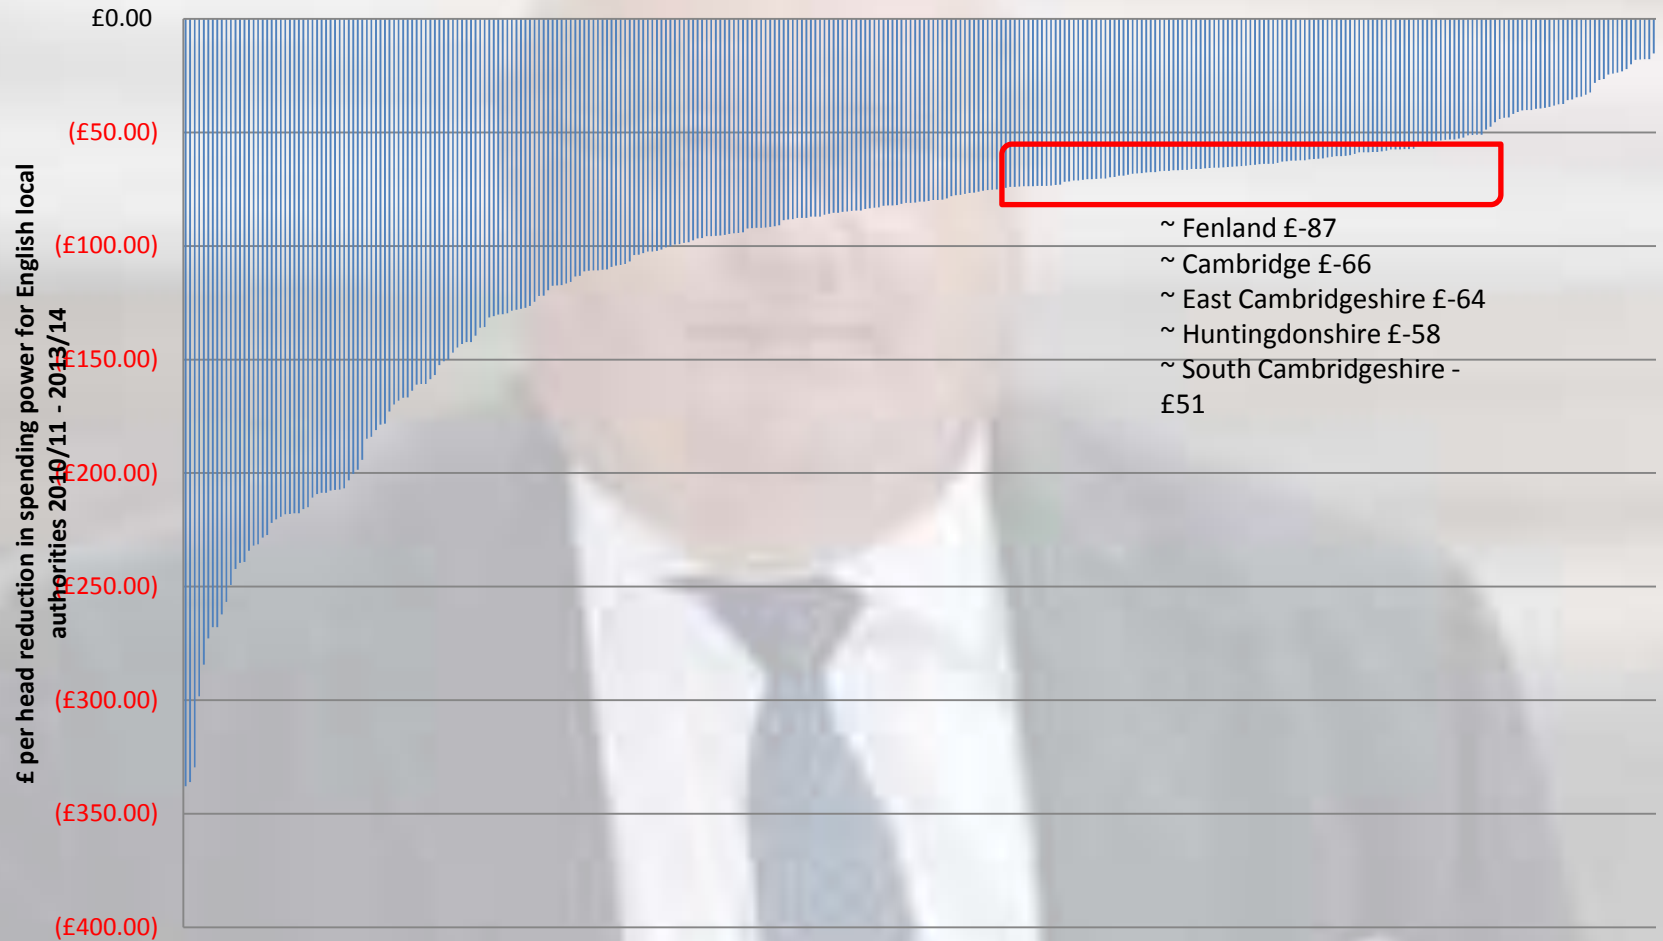 £0.00
(£50.00)
(£100.00)
(£150.00)
(£200.00)
(£250.00)
(£300.00)
(£350.00)
(£400.00)
£ per head reduction in spending power for English local
authorities 2010/11 - 2013/14
~ Fenland £-87
~ Cambridge £-66
~ East Cambridgeshire £-64
~ Huntingdonshire £-58
~ South Cambridgeshire -
£51